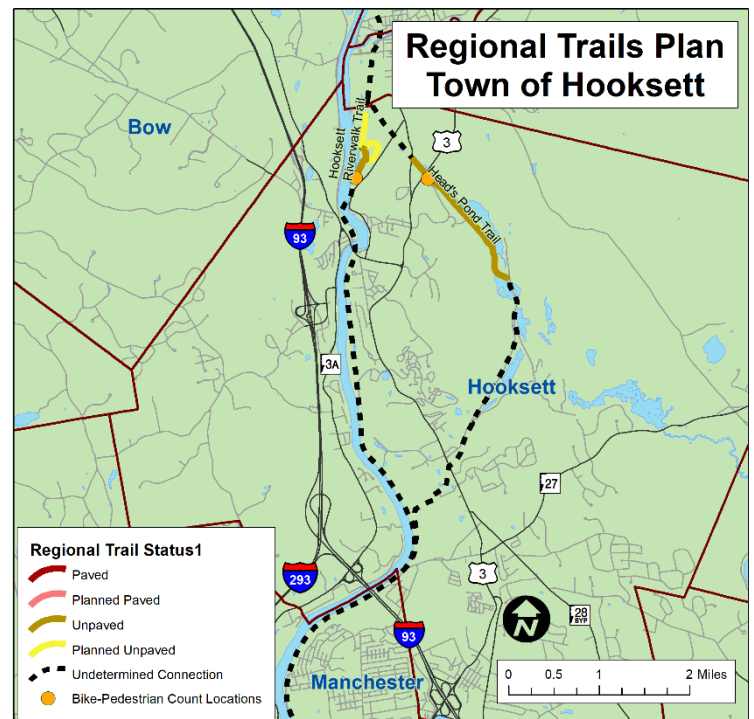 Regional Trails Plan
Town of Hooksett
Bow
Hooksett
Riverwalk Trail
3
Head's Pond Trail
93
3A
Hooksett
27
293
3
93
28
BYP
Manchester
Regional Trail Status1
Paved
Planned Paved
Unpaved
Planned Unpaved
Undetermined Connection
Bike-Pedestrian Count Locations
N
0 0.5 1 2 Miles